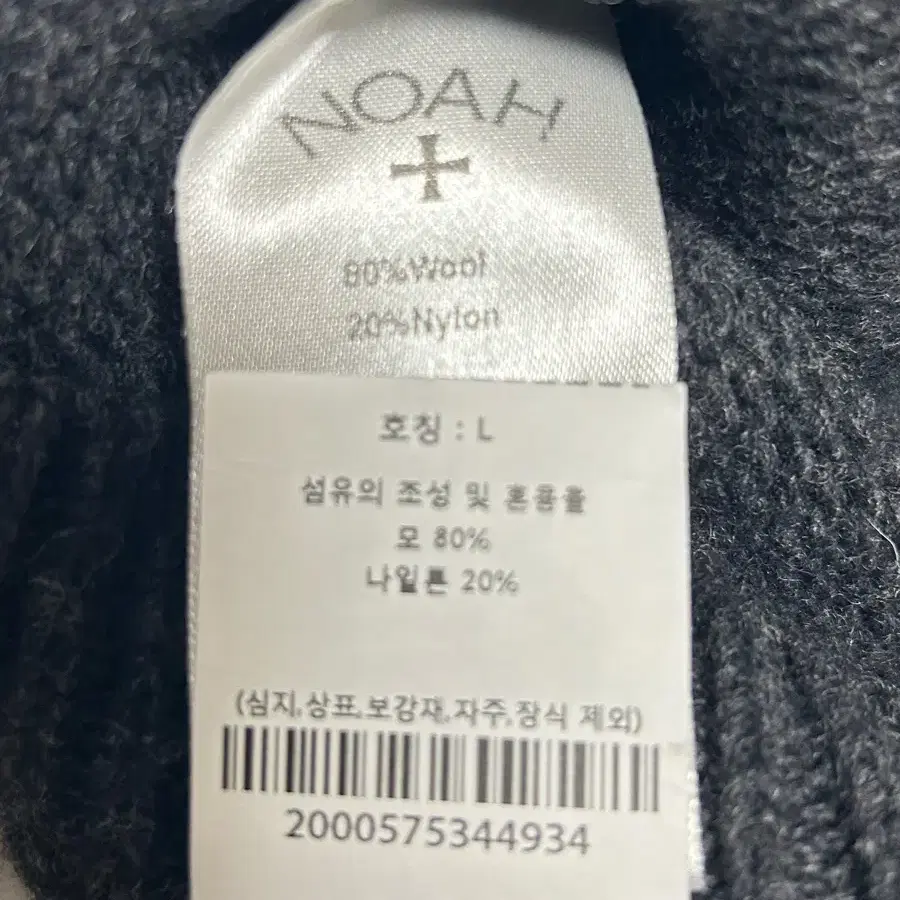 NOAH
80%Wool
20%Nylon
호칭 : L
섬유의 조성 및 혼용율
모 80%
나일론 20%
(심지,상표,보강재,자주,장식 제외)
2000575344934